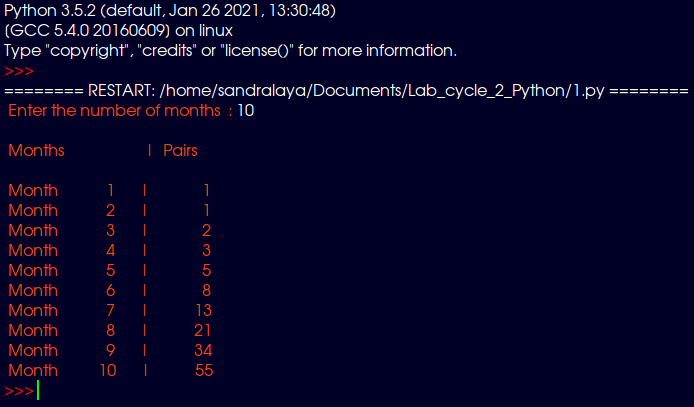 Python 3.5.2 (default, Jan 26 2021, 13:30:48)
[GCC 5.4.0 20160609] on linux
Type "copyright", "credits" or "license()" for more information.
>>>
======== RESTART: /home/sandralaya/Documents/Lab_cycle_2_Python/1.py ========
Enter the number of months : 10
Months | Pairs
Month 1 | 1
Month 2 | 1
Month 3 | 2
Month 4 | 3
Month 5 | 5
Month 6 | 8
Month 7 | 13
Month 8 | 21
Month 9 | 34
Month 10 | 55
>>>